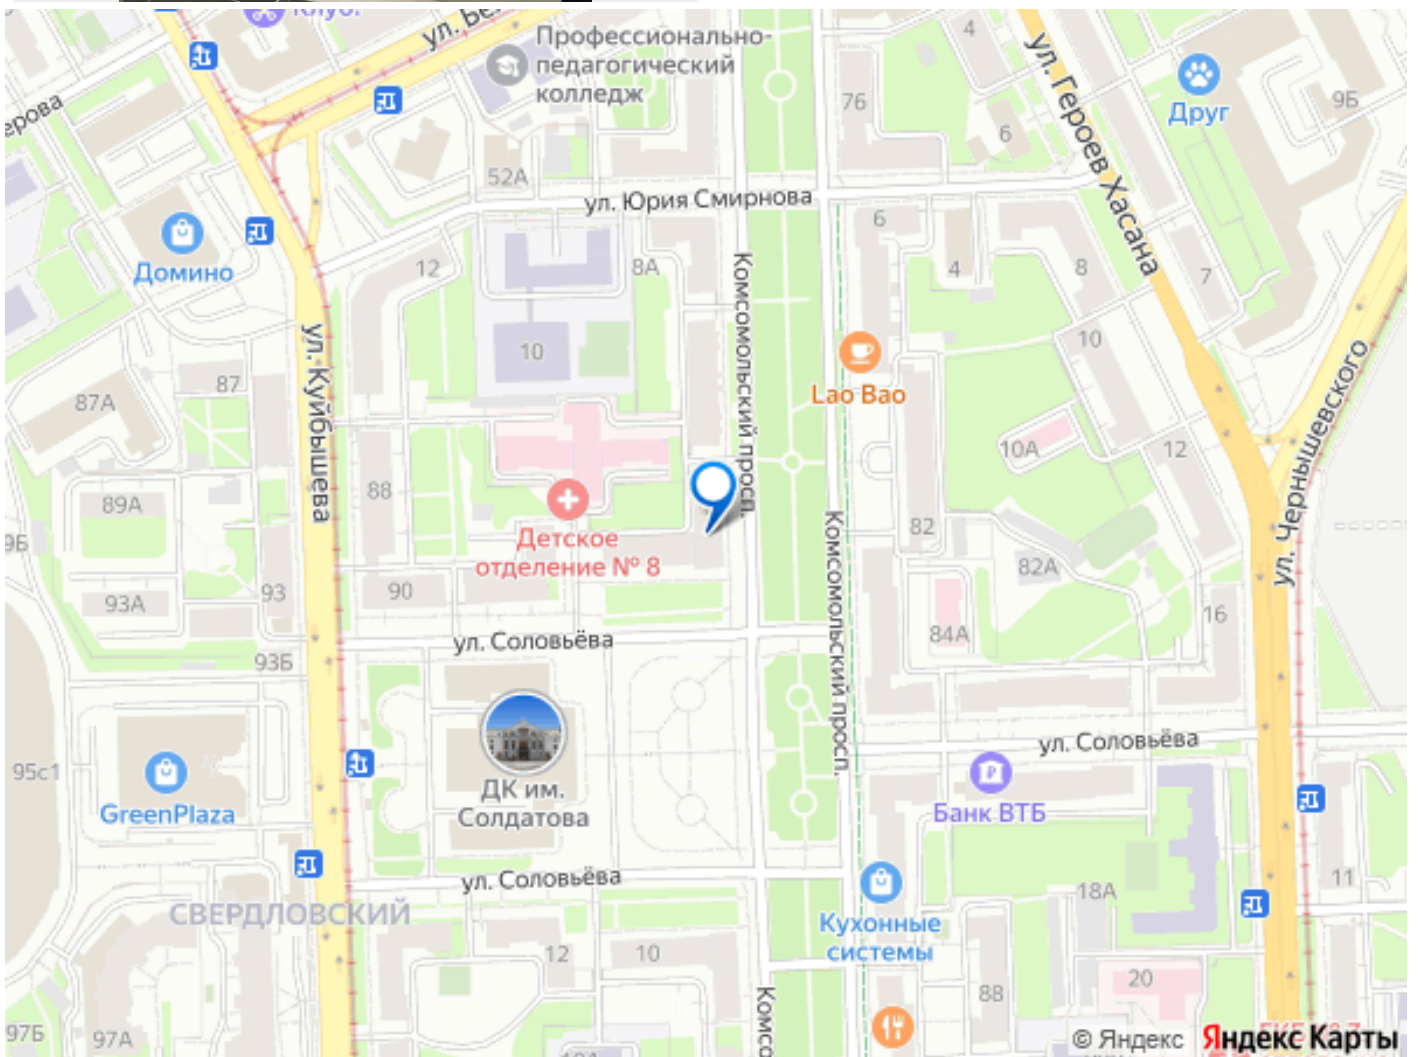 Клуб.
ул. Бе
Профессионально-
педагогический
колледж
4
76
6
ул. Героев Хасана
Друг
9Б
ерова
52А
ул. Юрия Смирнова
Домино
12
8А
Комсомольский просп.
6
4
8
7
ул. Куйбышева
10
Lao Bao
10
ул. Чернышевского
87
87А
88
10А
12
89А
9Б
Детское
отделение № 8
82
82А
93А
93
90
16
ул. Соловьёва
Комсомольский просп.
84А
93Б
95с1
GreenPlaza
ДК им.
Солдатова
ул. Соловьёва
Банк ВТБ
ул. Соловьёва
18А
11
СВЕРДЛОВСКИЙ
Кухонные
системы
12
10
88
20
Комсо
97Б
97А
© Яндекс
Яндекс Карты